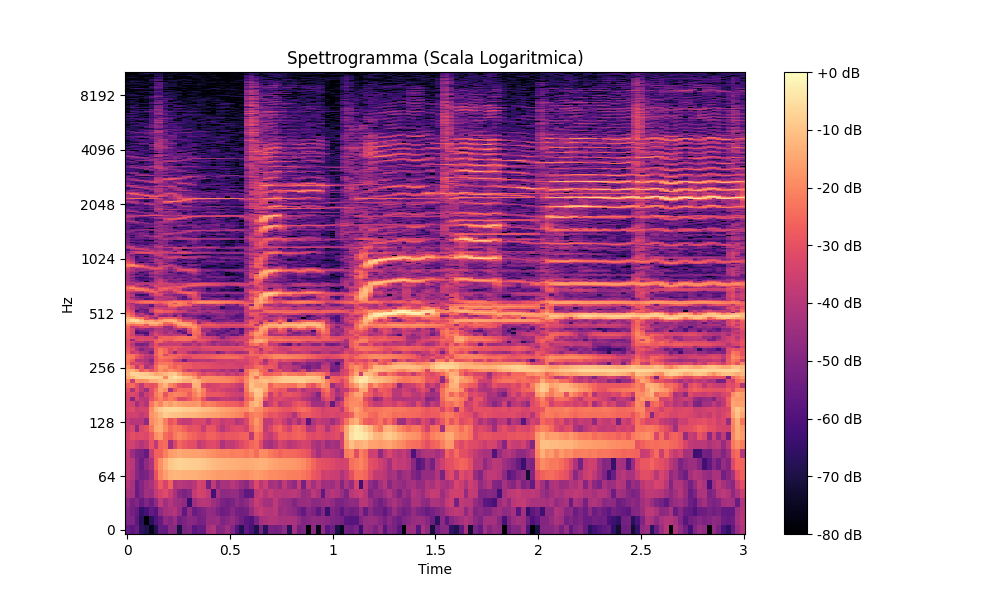 Spettrogramma (Scala Logaritmica)
Hz
8192
4096
2048
1024
512
256
128
64
0
0
0.5
1
1.5
2
2.5
3
Time
+0 dB
-10 dB
-20 dB
-30 dB
-40 dB
-50 dB
-60 dB
-70 dB
-80 dB